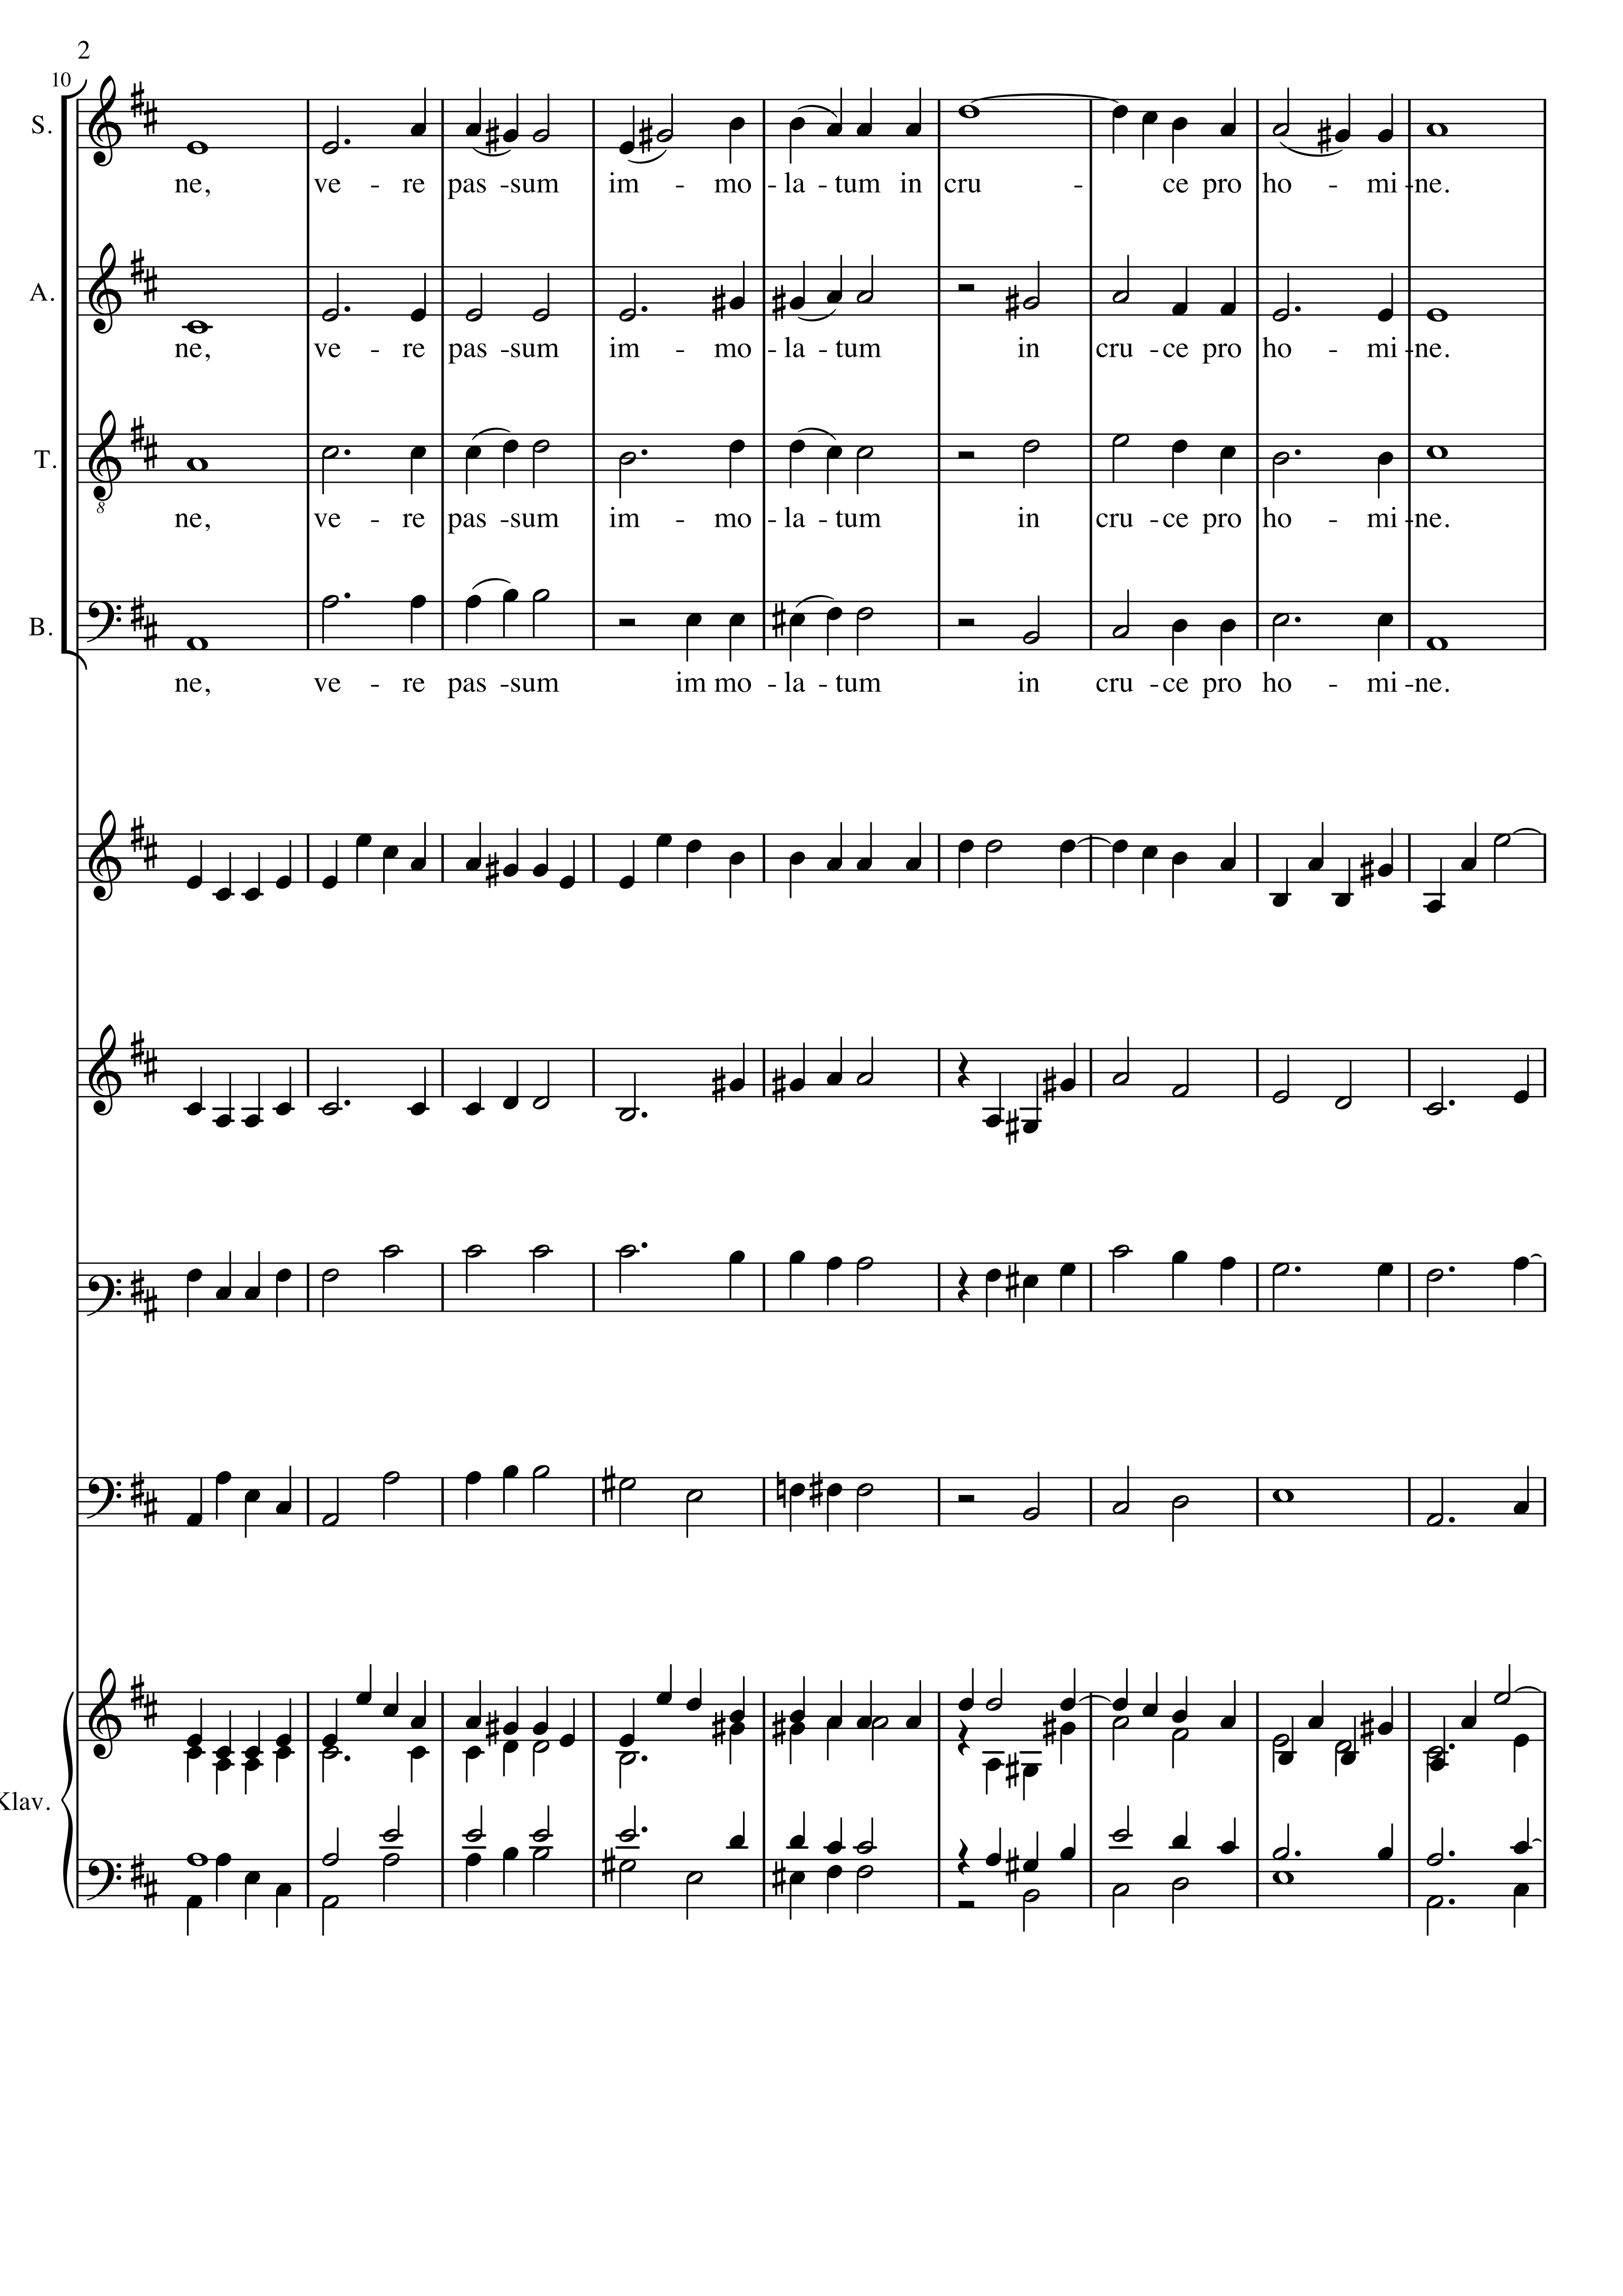 2
10
S.
ne, ve - re pas - sum im - mo - la - tum in cru - ce pro ho - mi - ne.
A.
ne, ve - re pas - sum im - mo - la - tum in cru - ce pro ho - mi - ne.
T.
8
ne, ve - re pas - sum im - mo - la - tum in cru - ce pro ho - mi - ne.
B.
ne, ve - re pas - sum im mo - la - tum in cru - ce pro ho - mi - ne.
Klav.